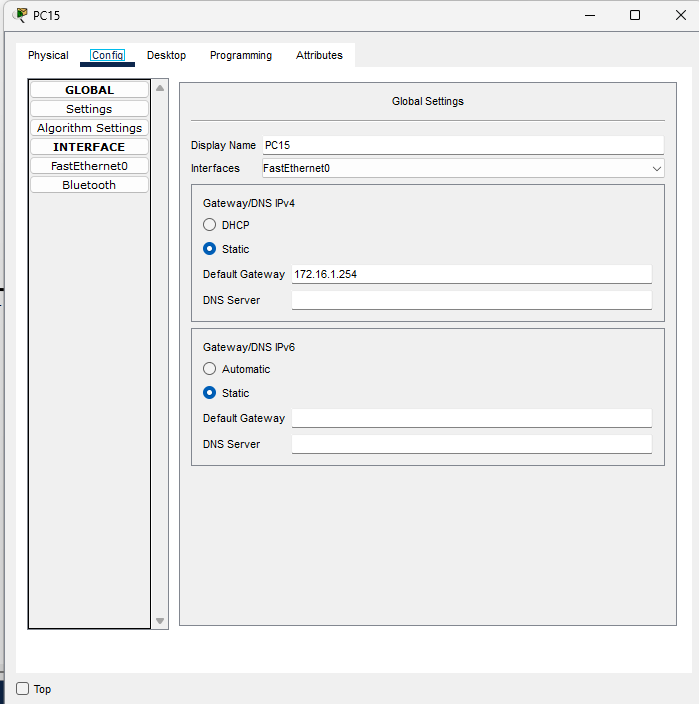 PC15
Physical Config Desktop Programming Attributes
GLOBAL
Settings
Algorithm Settings
INTERFACE
FastEthernet0
Bluetooth
Global Settings
Display Name PC15
Interfaces FastEthernet0
Gateway/DNS IPv4
DHCP
Static
Default Gateway 172.16.1.254
DNS Server
Gateway/DNS IPv6
Automatic
Static
Default Gateway
DNS Server
Top